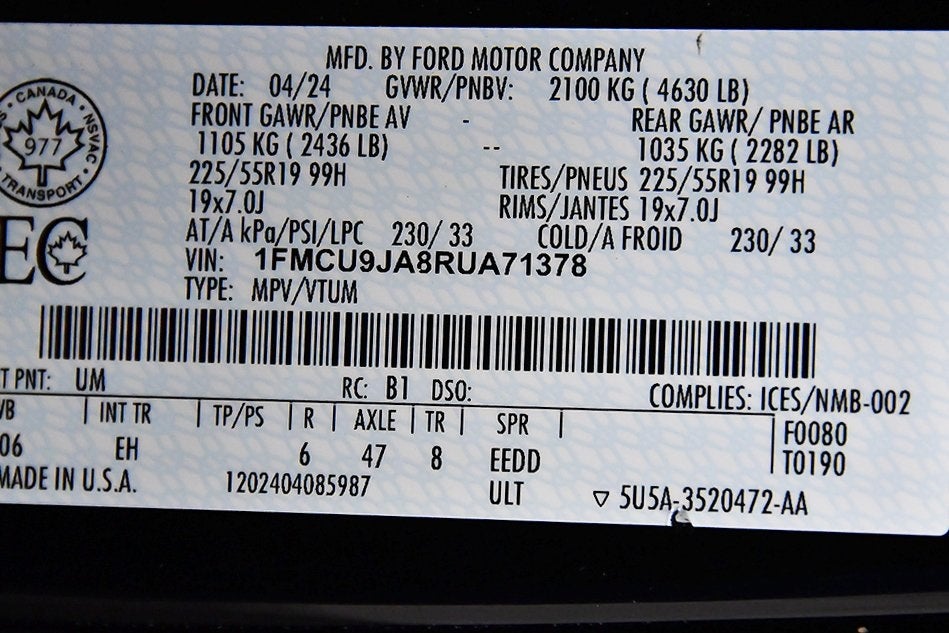 MFD. BY FORD MOTOR COMPANY
DATE: 04/24 GVWR/PNBV: 2100 KG ( 4630 LB)
FRONT GAWR/PNBE AV - REAR GAWR/ PNBE AR
1105 KG ( 2436 LB) -- 1035 KG ( 2282 LB)
225/55R19 99H TIRES/PNEUS 225/55R19 99H
19x7.0J RIMS/JANTES 19x7.0J
AT/A kPa/PSI/LPC 230/ 33 COLD/A FROID 230/ 33
VIN: 1FMCU9JA8RUA71378
TYPE: MPV/VTUM
CANADA
977
NSVAC
TRANSPORT
EC
T PNT: UM RC: B1 DSO: COMPLIES: ICES/NMB-002
WB | INT TR | TP/PS | R | AXLE | TR | SPR | F0080
06 EH 6 47 8 EEDD T0190
MADE IN U.S.A. 1202404085987 ULT ▽ 5U5A-3520472-AA